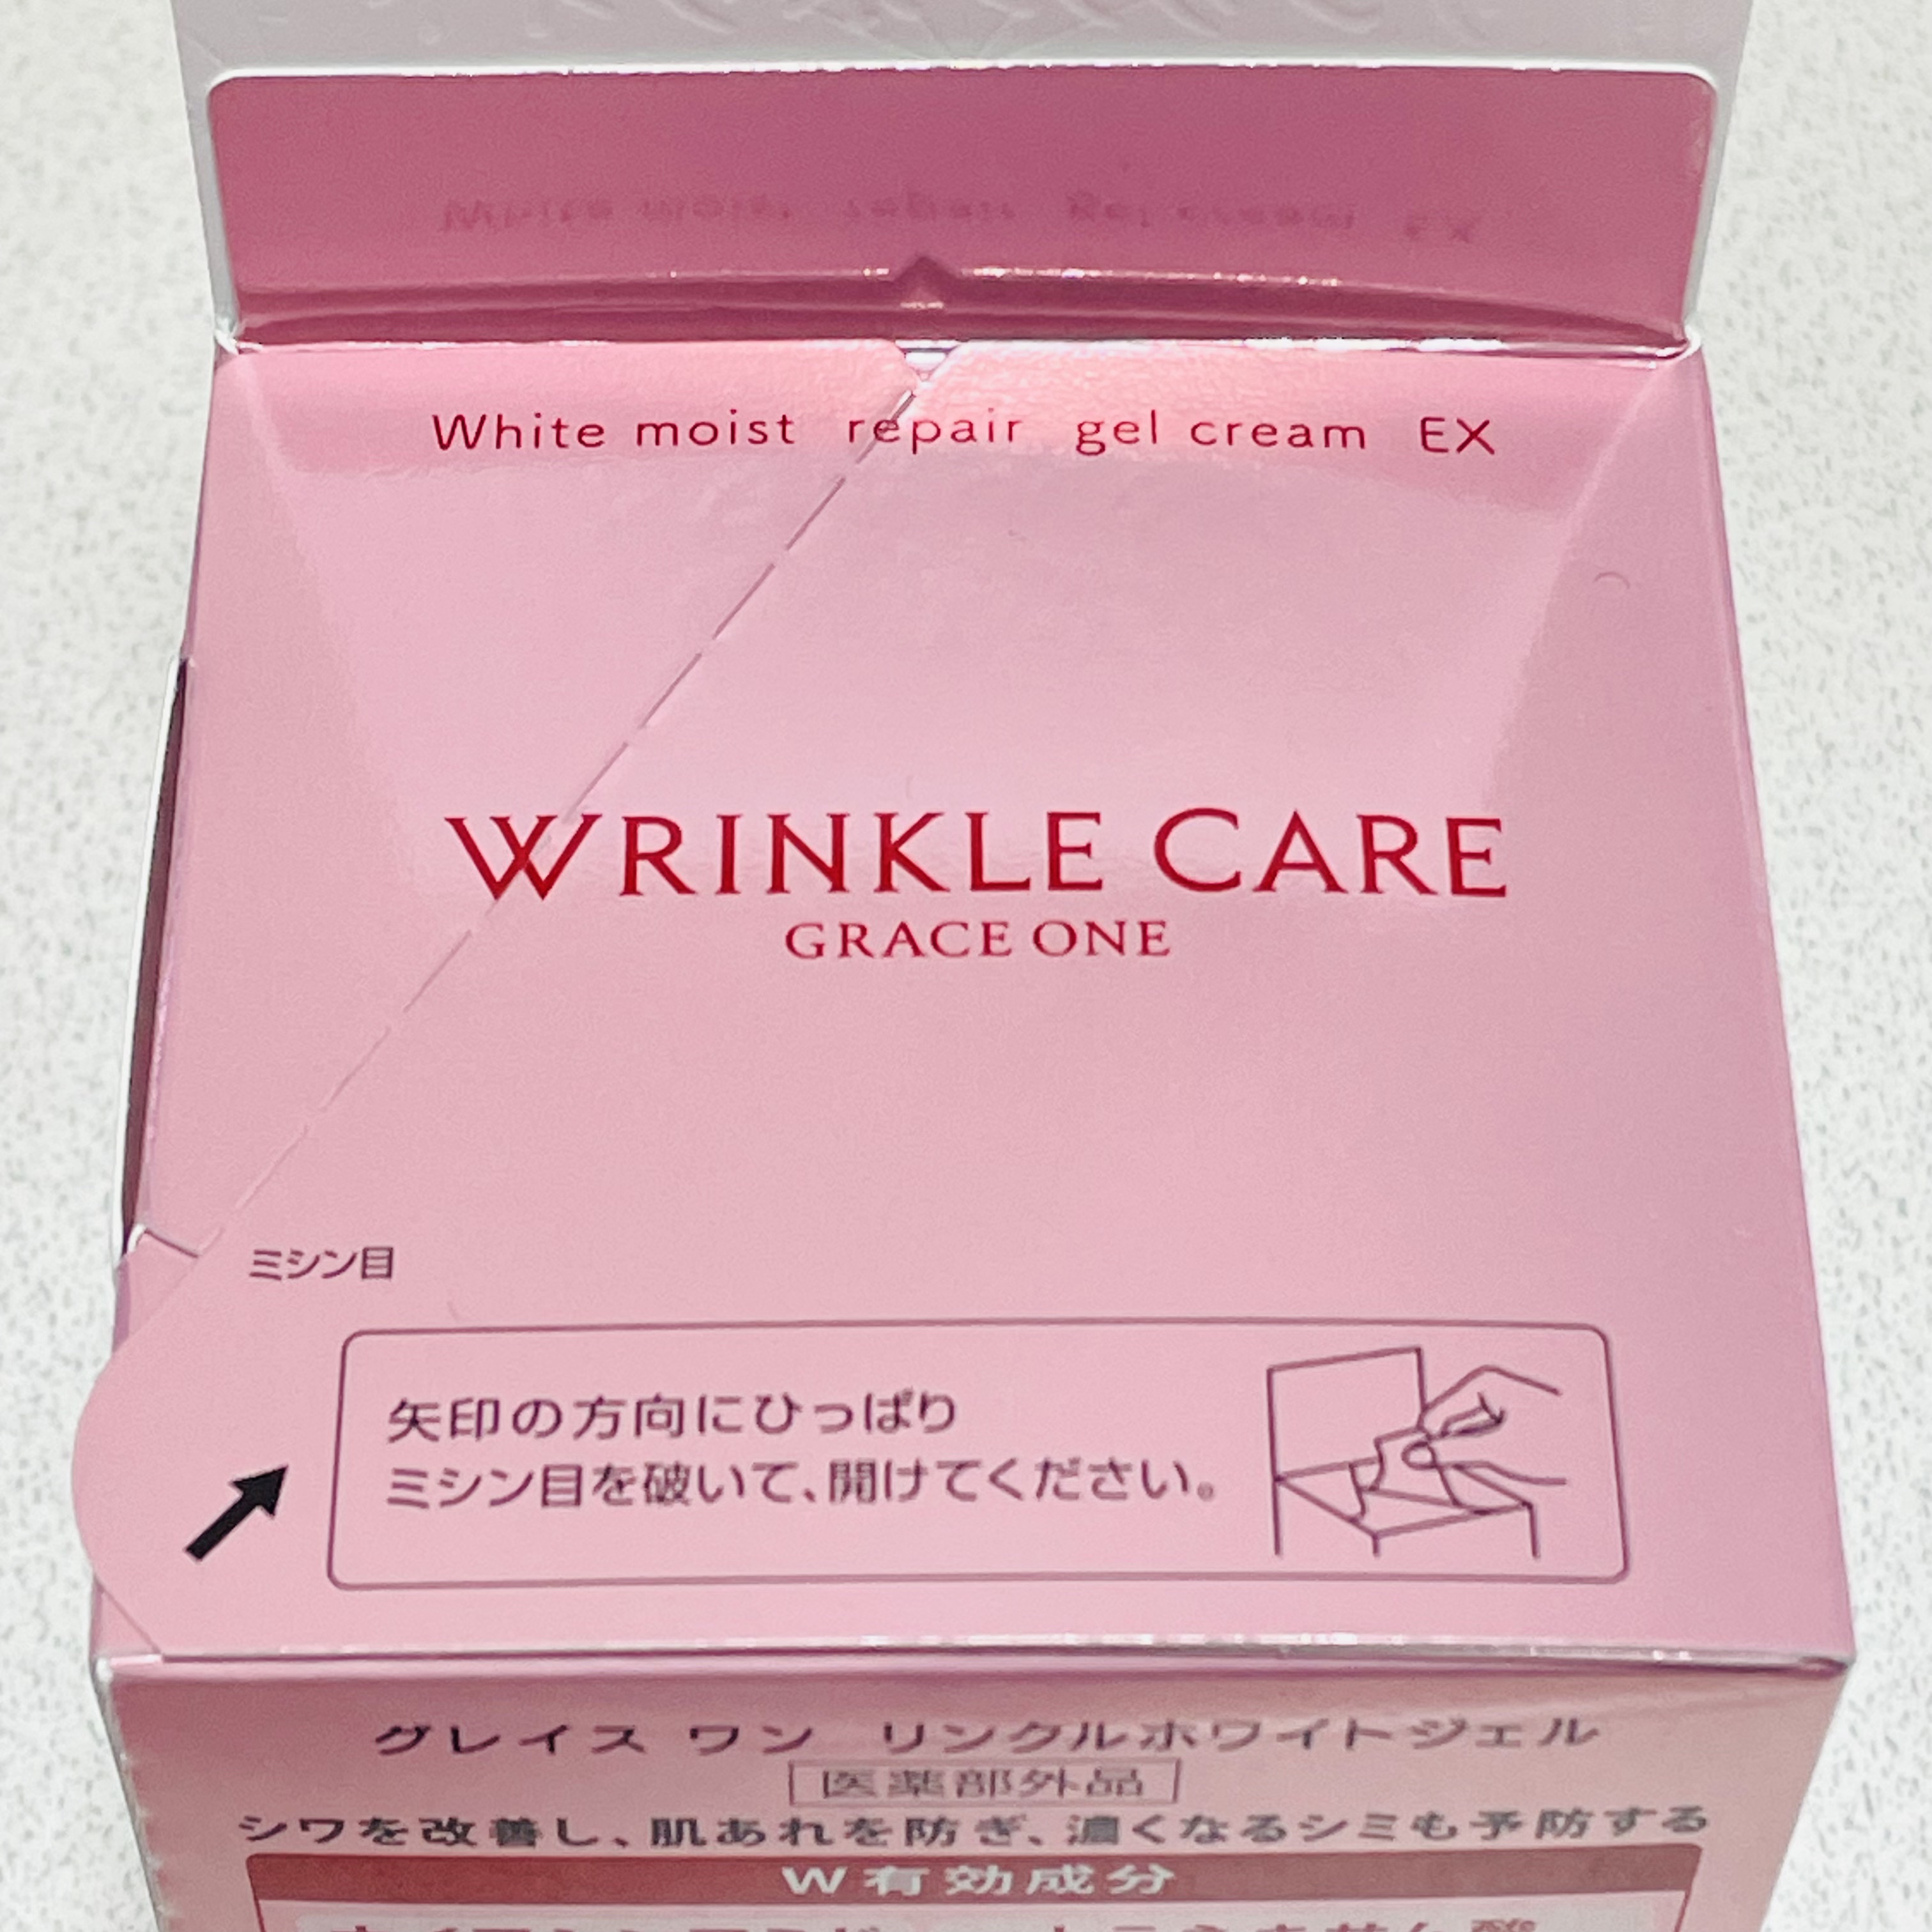 White moist repair gel cream EX
WRINKLE CARE
GRACE ONE
ミシン目
矢印の方向にひっぱり
ミシン目を破いて、開けてください。
グレイス ワン リンクルホワイトジェル
医薬部外品
シワを改善し、肌あれを防ぎ、濃くなるシミも予防する
W有効成分